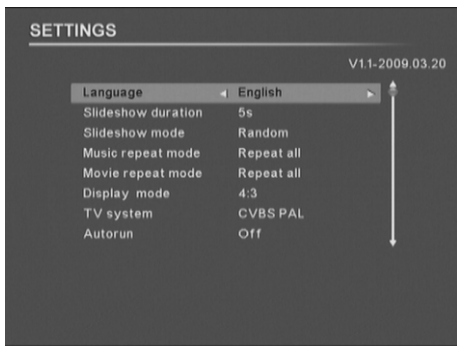 SETTINGS
V1.1-2009.03.20
Language English
Slideshow duration 5s
Slideshow mode Random
Music repeat mode Repeat all
Movie repeat mode Repeat all
Display mode 4:3
TV system CVBS PAL
Autorun Off